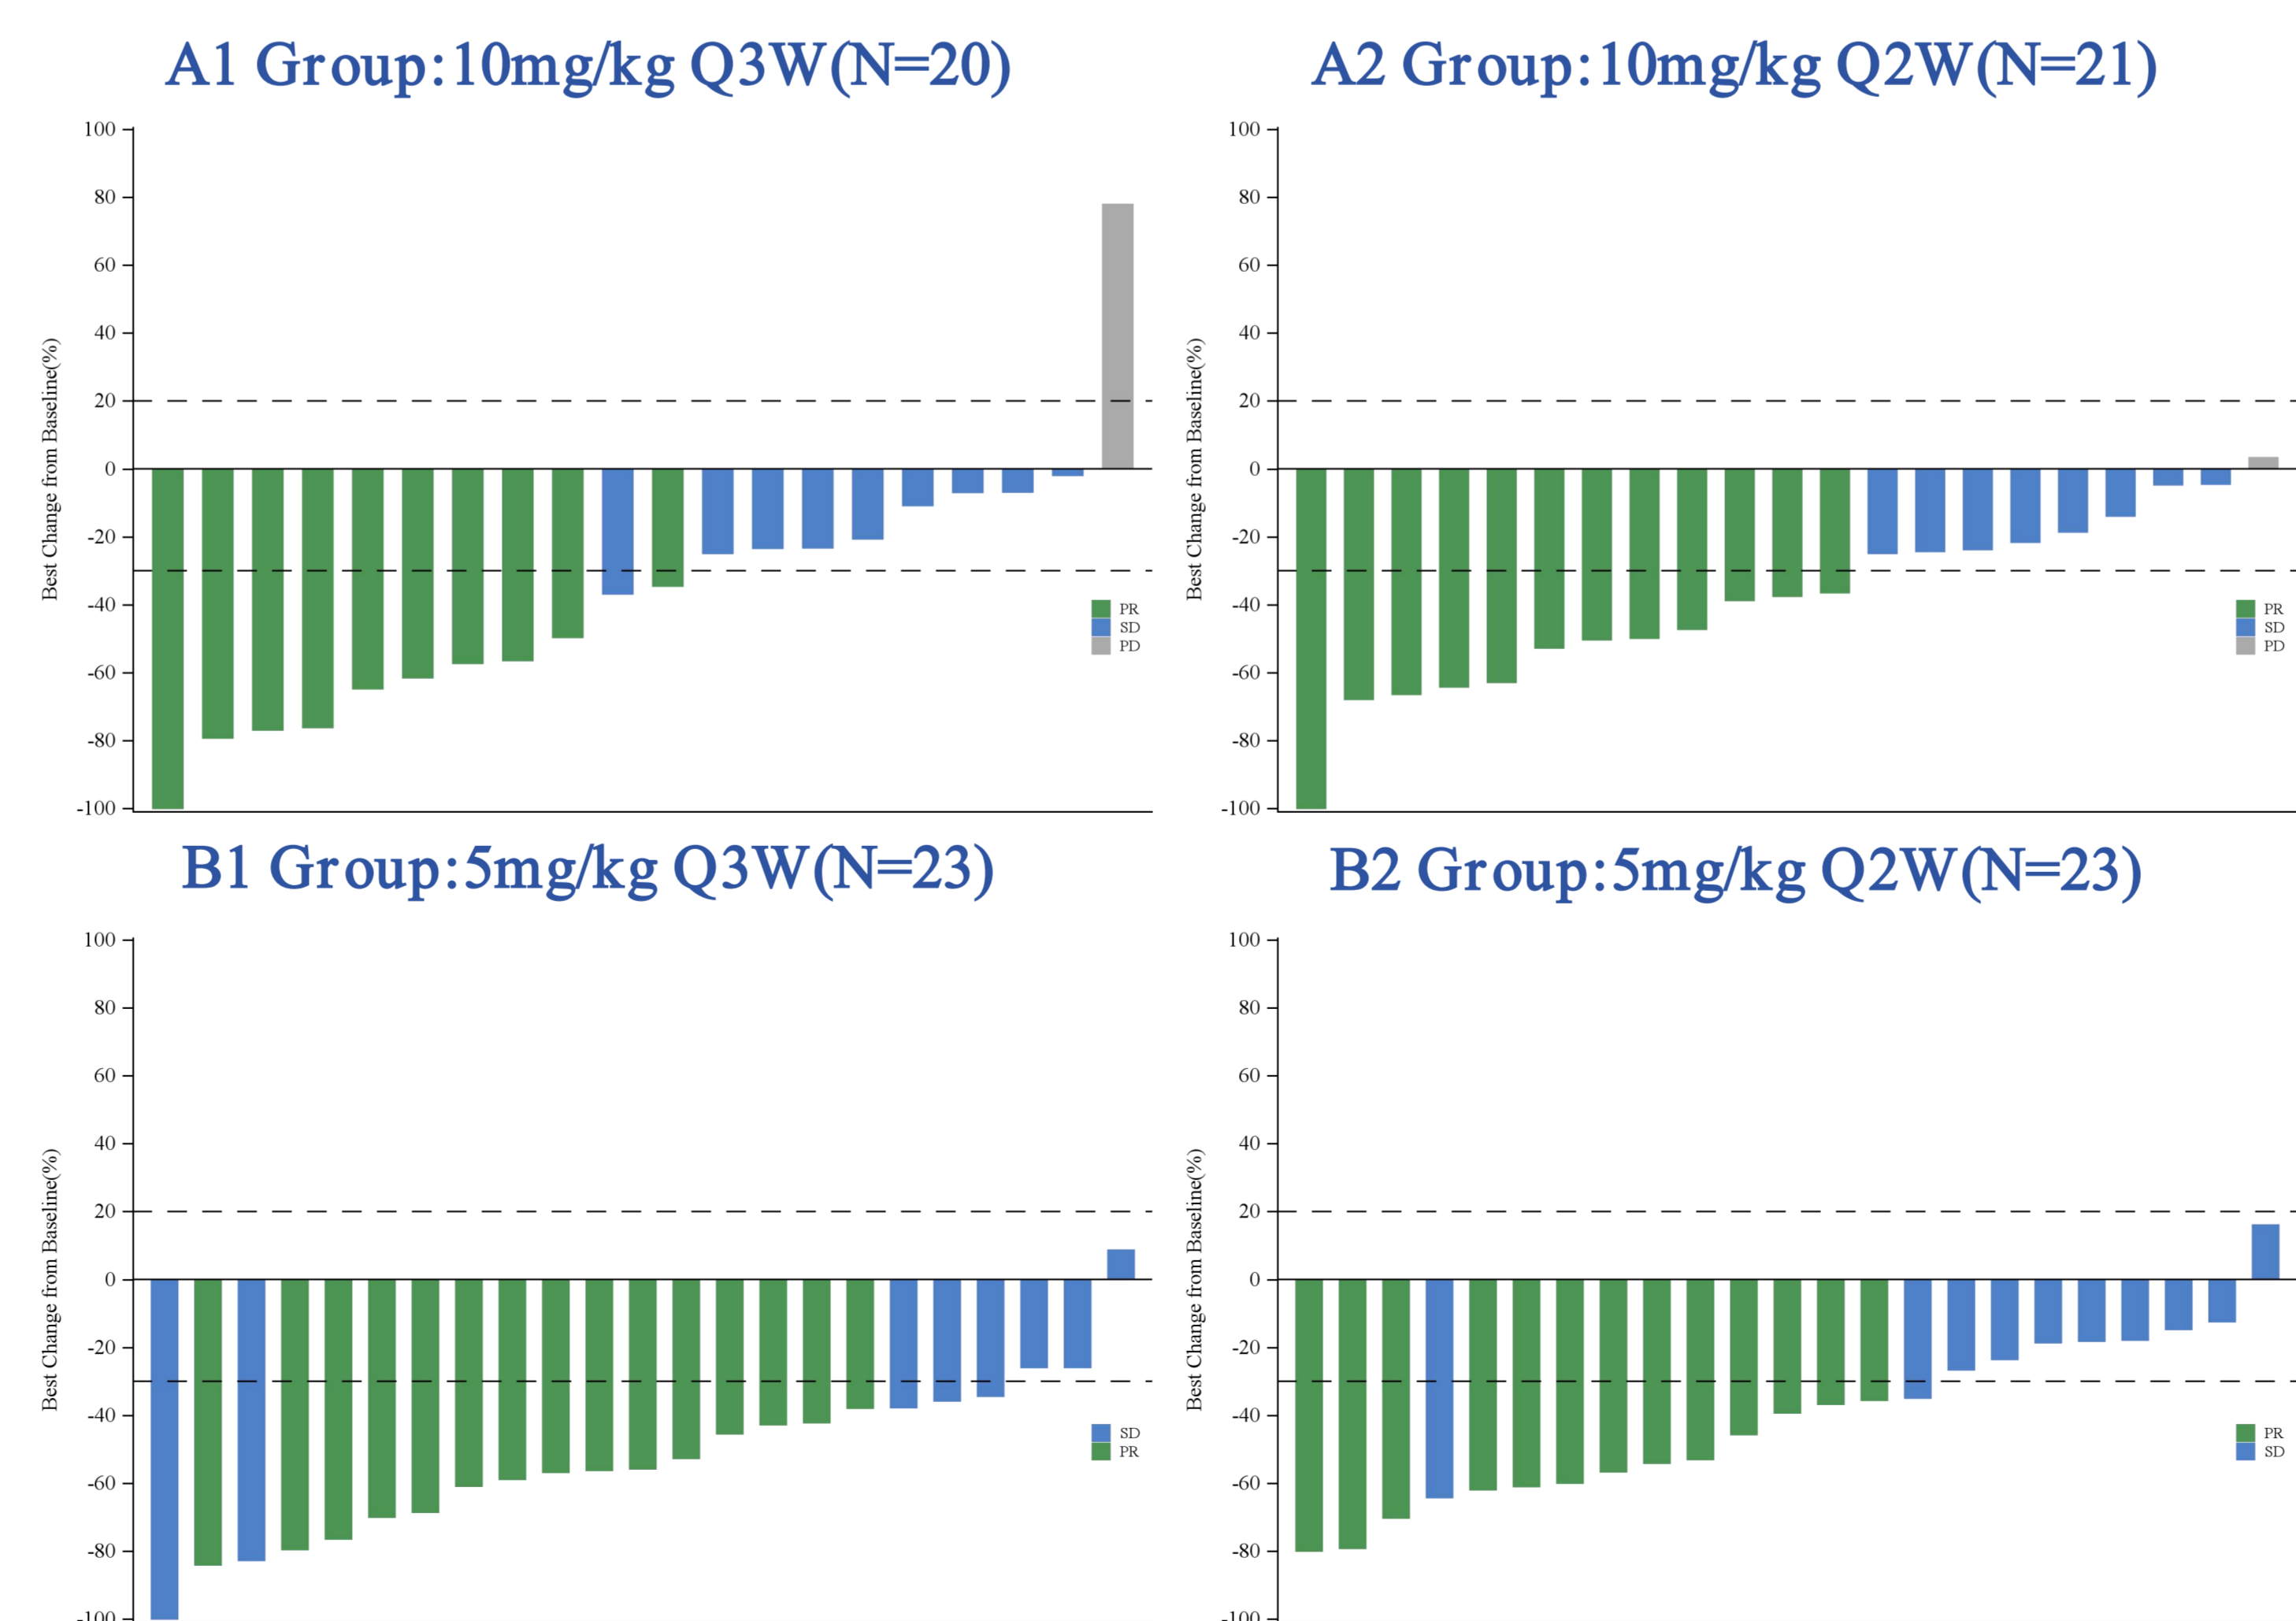 A1 Group:10mg/kg Q3W(N=20)
100
80
60
40
20
0
-20
-40
-60
-80
-100
Best Change from Baseline(%)
PR
SD
PD
A2 Group:10mg/kg Q2W(N=21)
100
80
60
40
20
0
-20
-40
-60
-80
-100
Best Change from Baseline(%)
PR
SD
PD
B1 Group:5mg/kg Q3W(N=23)
100
80
60
40
20
0
-20
-40
-60
-80
-100
Best Change from Baseline(%)
SD
PR
B2 Group:5mg/kg Q2W(N=23)
100
80
60
40
20
0
-20
-40
-60
-80
-100
Best Change from Baseline(%)
PR
SD